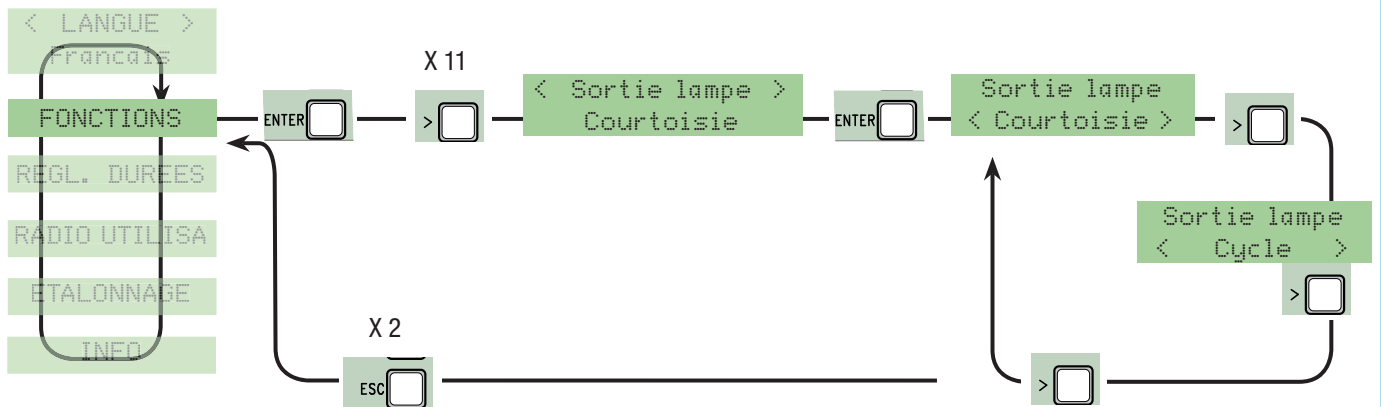 < LANGUE >
Francais
FONCTIONS
REGL. DUREES
RADIO UTILISA
ETALONNAGE
INFO
ENTER
X 11
>
< Sortie lampe >
Courtoisie
ENTER
Sortie lampe
< Courtoisie >
>
Sortie lampe
< Cycle >
>
>
X 2
ESC